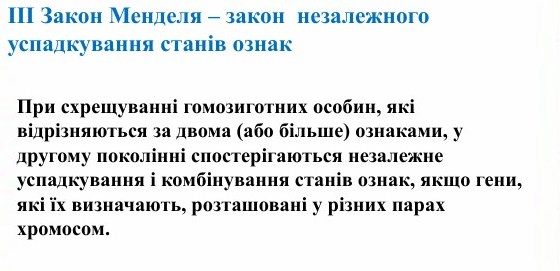 ІІІ Закон Менделя – закон незалежного
успадкування станів ознак
При схрещуванні гомозиготних особин, які
відрізняються за двома (або більше) ознаками, у
другому поколінні спостерігаються незалежне
успадкування і комбінування станів ознак, якщо гени,
які їх визначають, розташовані у різних парах
хромосом.